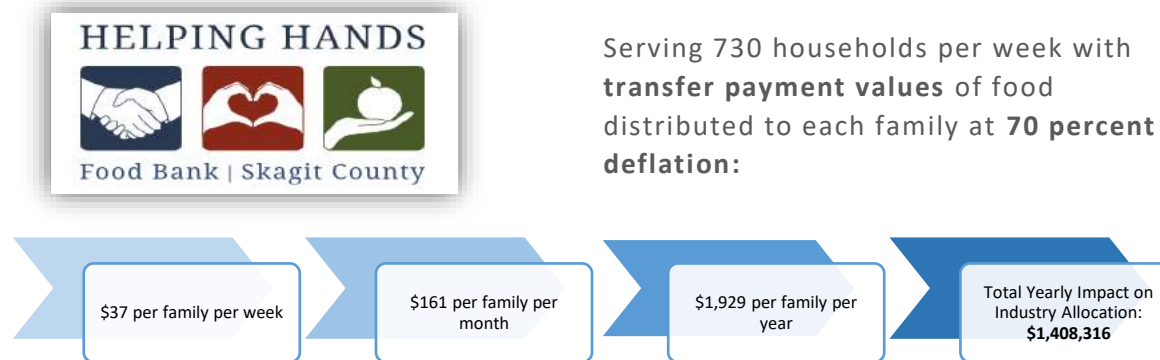 HELPING HANDS
Food Bank | Skagit County
Serving 730 households per week with
transfer payment values of food
distributed to each family at 70 percent
deflation:
$37 per family per week
$161 per family per
month
$1,929 per family per
year
Total Yearly Impact on
Industry Allocation:
$1,408,316